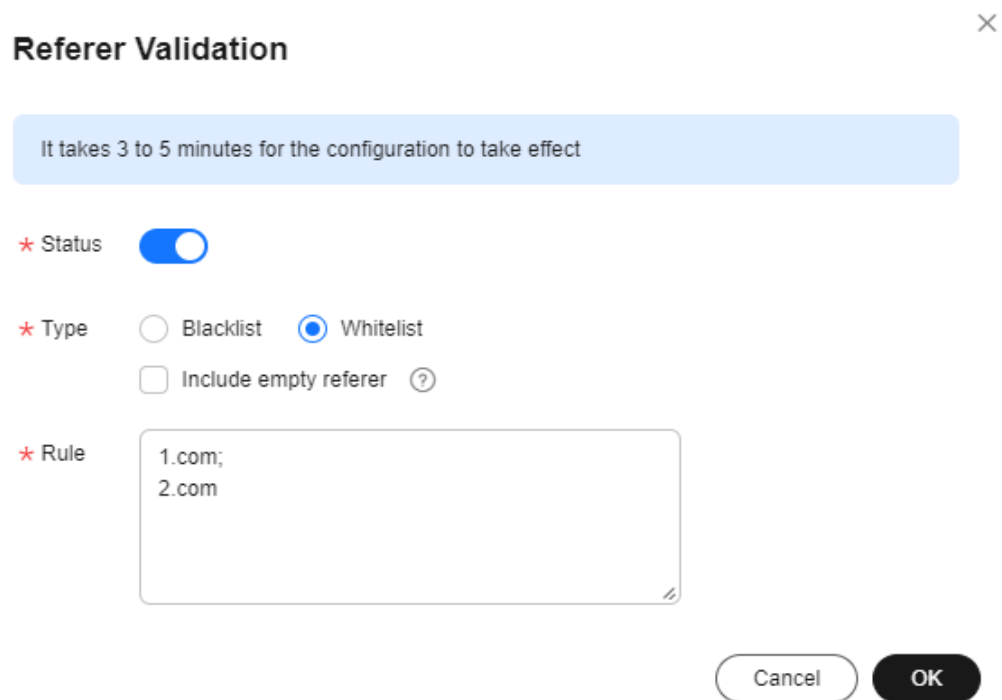 Referer Validation
It takes 3 to 5 minutes for the configuration to take effect
* Status
* Type Blacklist Whitelist
Include empty referer ?
* Rule 1.com;
2.com
Cancel OK